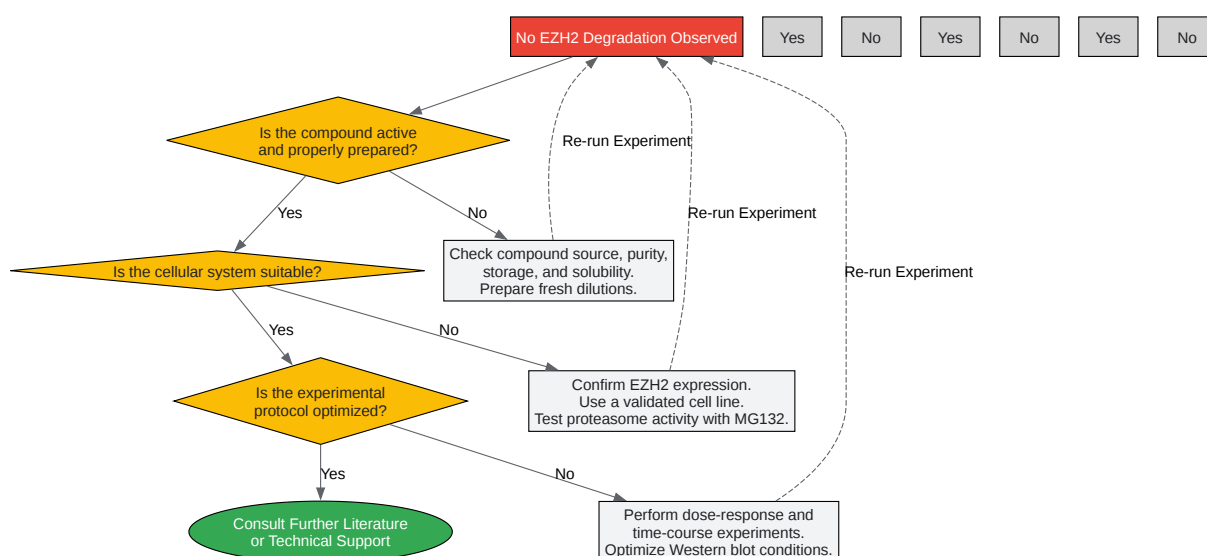 No EZH2 Degradation Observed
Yes
No
Yes
No
Yes
No
Is the compound active
and properly prepared?
Re-run Experiment
Yes
No
Re-run Experiment
Check compound source, purity,
storage, and solubility.
Prepare fresh dilutions.
Is the cellular system suitable?
Re-run Experiment
Yes
No
Confirm EZH2 expression.
Use a validated cell line.
Test proteasome activity with MG132.
Is the experimental
protocol optimized?
Yes
No
Consult Further Literature
or Technical Support
Perform dose-response and
time-course experiments.
Optimize Western blot conditions.